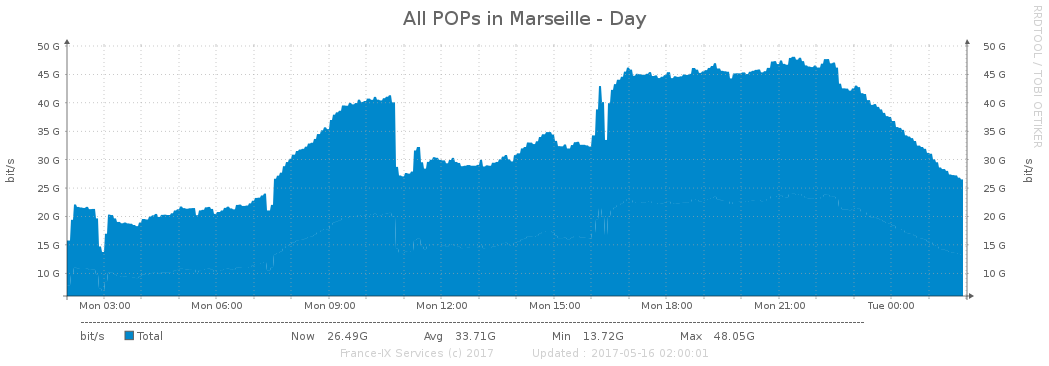 All POPs in Marseille - Day
RRDTOOL / TOBI OETIKER
50 G 50 G
45 G 45 G
40 G 40 G
35 G 35 G
30 G 30 G
25 G 25 G
20 G 20 G
15 G 15 G
10 G 10 G
bit/s bit/s
Mon 03:00 Mon 06:00 Mon 09:00 Mon 12:00 Mon 15:00 Mon 18:00 Mon 21:00 Tue 00:00
bit/s Total Now 26.49G Avg 33.71G Min 13.72G Max 48.05G
France-IX Services (c) 2017 Updated : 2017-05-16 02:00:01